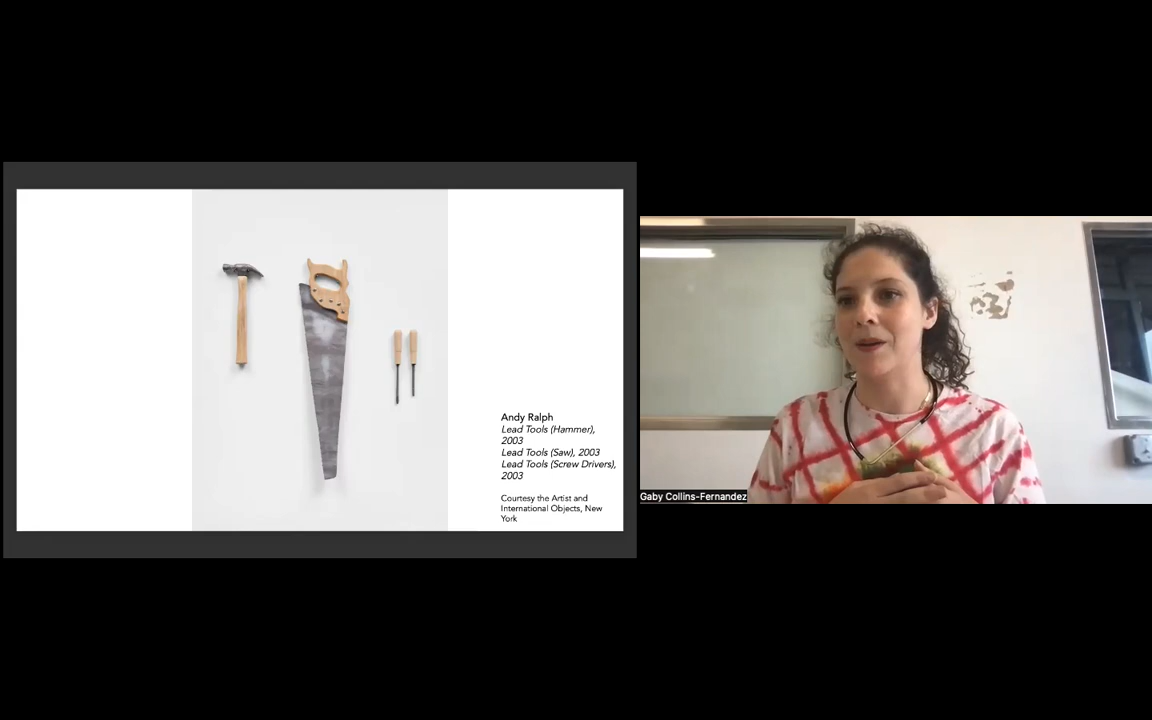 Andy Ralph
Lead Tools (Hammer),
2003
Lead Tools (Saw), 2003
Lead Tools (Screw Drivers),
2003
Courtesy the Artist and
International Objects, New
York
Gaby Collins-Fernandez